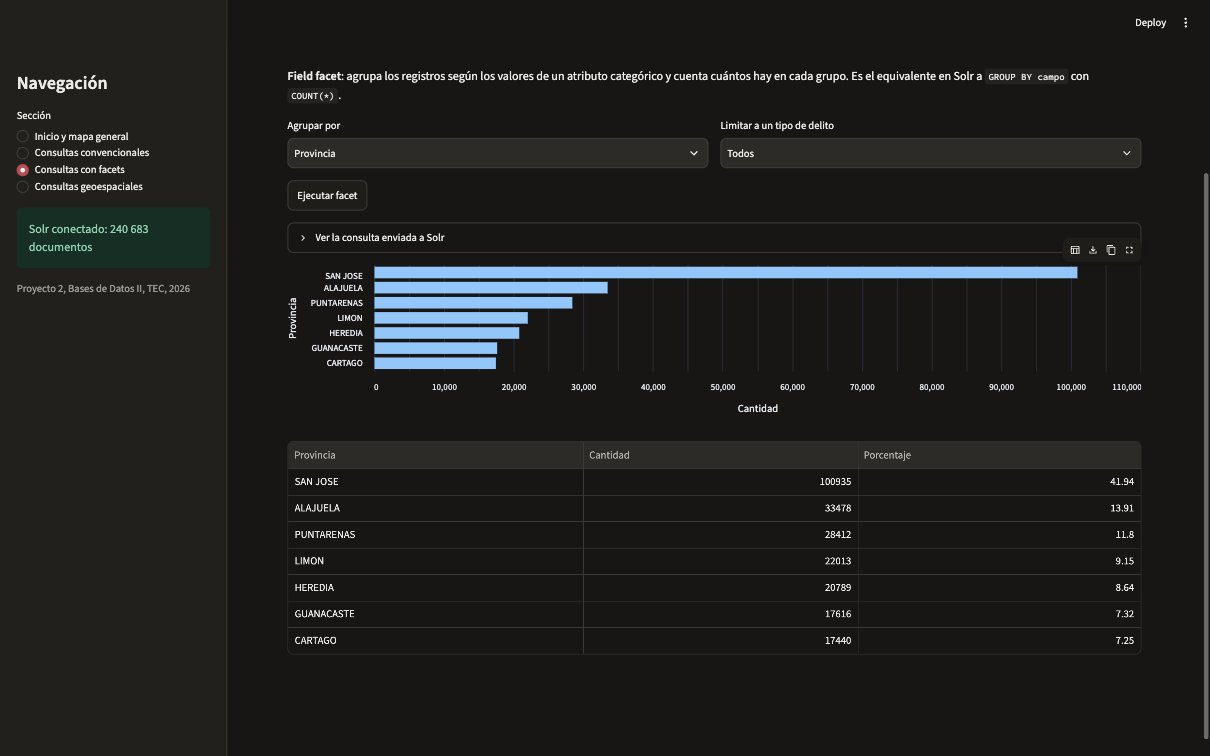 Deploy
Navegación
Sección
Inicio y mapa general
Consultas convencionales
Consultas con facets
Consultas geoespaciales
Solr conectado: 240 683
documentos
Proyecto 2, Bases de Datos II, TEC, 2026
Field facet: agrupa los registros según los valores de un atributo categórico y cuenta cuántos hay en cada grupo. Es el equivalente en Solr a GROUP BY campo con
COUNT(*) .
Agrupar por
Limitar a un tipo de delito
Provincia
Todos
Ejecutar facet
Ver la consulta enviada a Solr
Provincia
SAN JOSE
ALAJUELA
PUNTARENAS
LIMON
HEREDIA
GUANACASTE
CARTAGO
0 10,000 20,000 30,000 40,000 50,000 60,000 70,000 80,000 90,000 100,000 110,000
Cantidad
Provincia Cantidad Porcentaje
SAN JOSE 100935 41.94
ALAJUELA 33478 13.91
PUNTARENAS 28412 11.8
LIMON 22013 9.15
HEREDIA 20789 8.64
GUANACASTE 17616 7.32
CARTAGO 17440 7.25